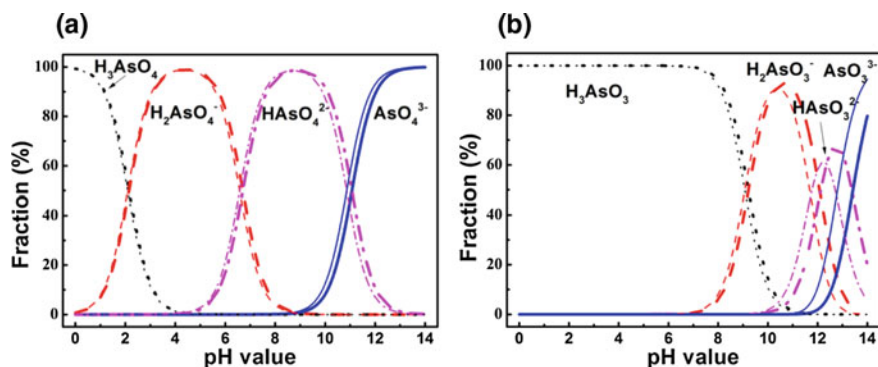 (a)
H₃AsO₄
H₂AsO₄⁻
HAsO₄²⁻
AsO₄³⁻
Fraction (%)
100
80
60
40
20
0
0 2 4 6 8 10 12 14
pH value
(b)
H₃AsO₃
H₂AsO₃⁻
AsO₃³⁻
HAsO₃²⁻
Fraction (%)
100
80
60
40
20
0
0 2 4 6 8 10 12 14
pH value